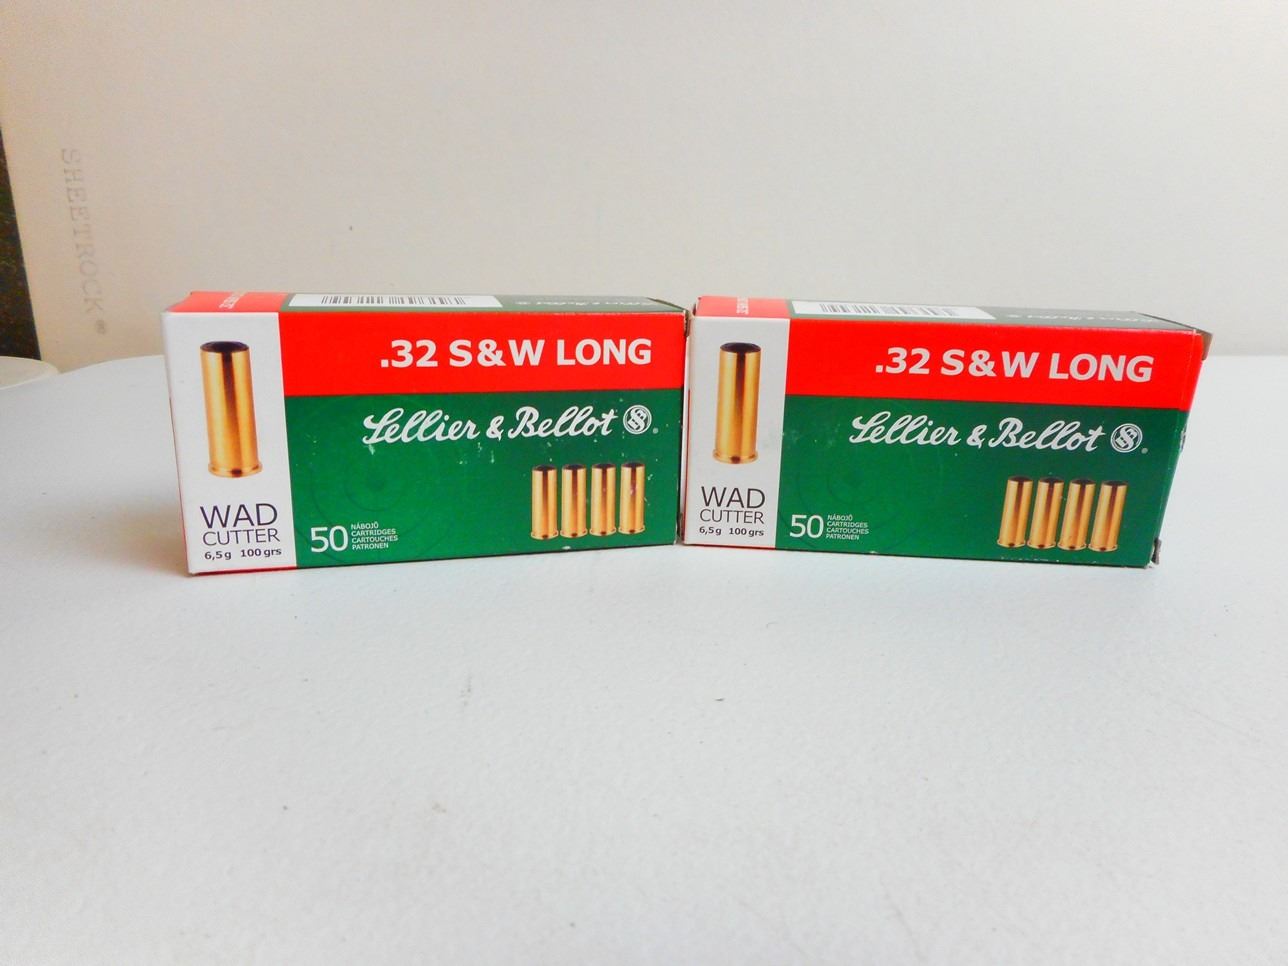 SHEETROCK ®
.32 S&W LONG
Sellier & Bellot
WAD
CUTTER
6,5g 100 grs
50
NÁBOJŮ
CARTRIDGES
CARTOUCHES
PATRONEN
.32 S&W LONG
Sellier & Bellot
WAD
CUTTER
6,5g 100 grs
50
NÁBOJŮ
CARTRIDGES
CARTOUCHES
PATRONEN